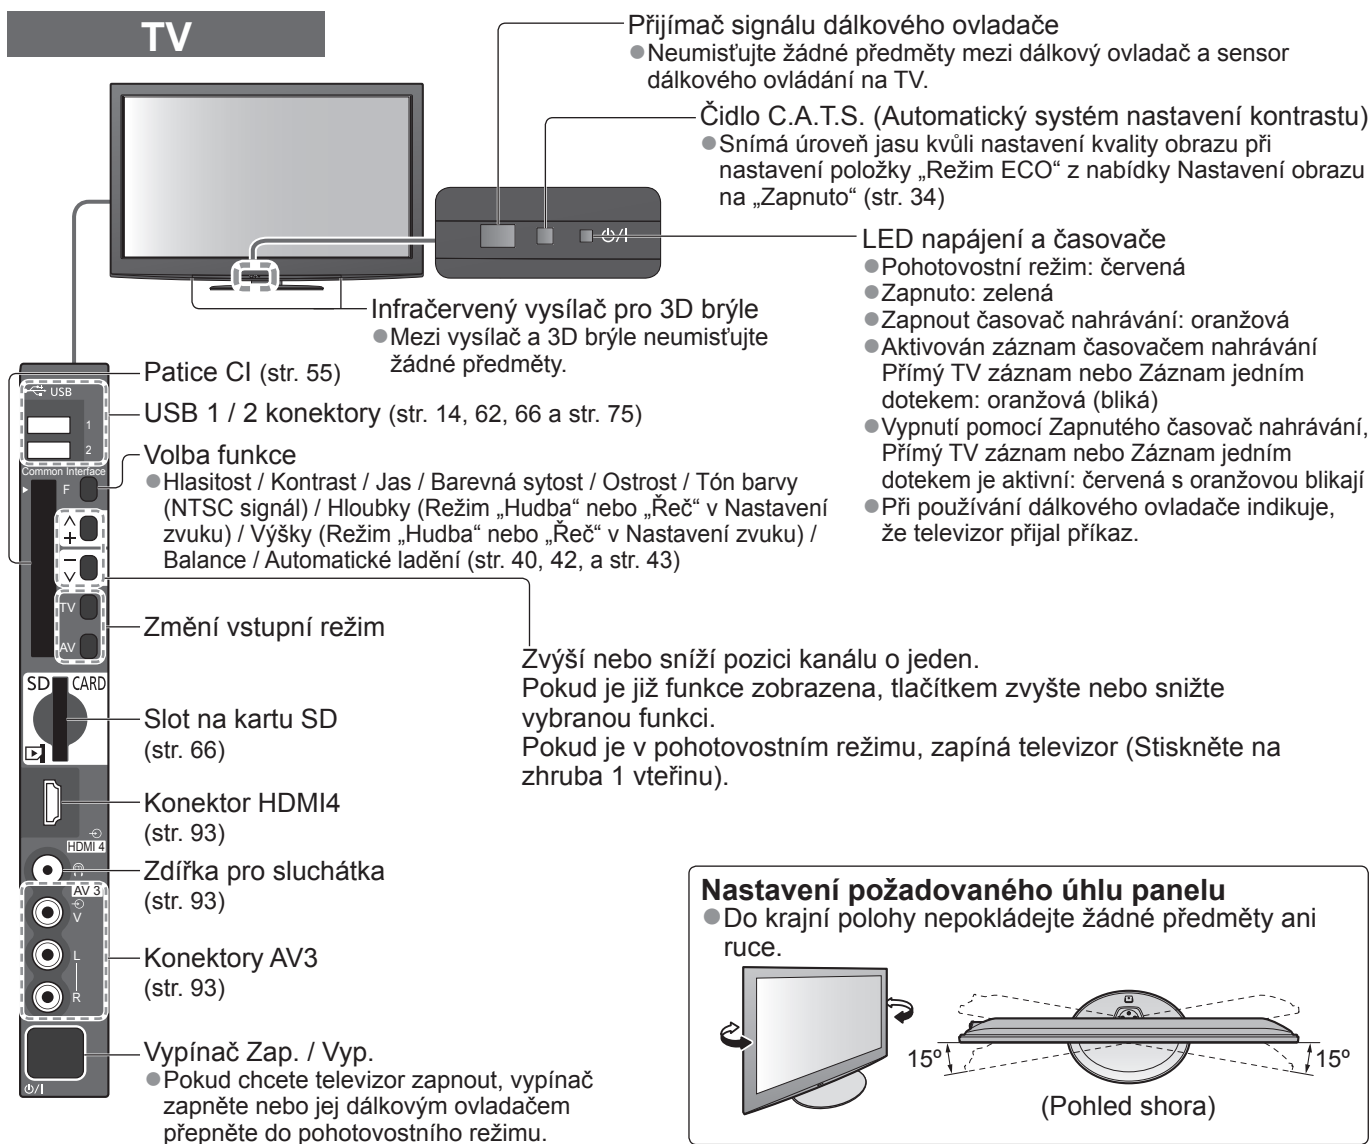 TV
Přijímač signálu dálkového ovladače
●Neumisťujte žádné předměty mezi dálkový ovladač a sensor
dálkového ovládání na TV.
Čidlo C.A.T.S. (Automatický systém nastavení kontrastu)
●Snímá úroveň jasu kvůli nastavení kvality obrazu při
nastavení položky „Režim ECO“ z nabídky Nastavení obrazu
na „Zapnuto“ (str. 34)
LED napájení a časovače
●Pohotovostní režim: červená
●Zapnuto: zelená
●Zapnout časovač nahrávání: oranžová
●Aktivován záznam časovačem nahrávání
Přímý TV záznam nebo Záznam jedním
dotekem: oranžová (bliká)
●Vypnutí pomocí Zapnutého časovač nahrávání,
Přímý TV záznam nebo Záznam jedním
dotekem je aktivní: červená s oranžovou blikají
●Při používání dálkového ovladače indikuje,
že televizor přijal příkaz.
⏻/I
Infračervený vysílač pro 3D brýle
●Mezi vysílač a 3D brýle neumisťujte
žádné předměty.
Patice CI (str. 55)
USB 1 / 2 konektory (str. 14, 62, 66 a str. 75)
Volba funkce
●Hlasitost / Kontrast / Jas / Barevná sytost / Ostrost / Tón barvy
(NTSC signál) / Hloubky (Režim „Hudba“ nebo „Řeč“ v Nastavení
zvuku) / Výšky (Režim „Hudba“ nebo „Řeč“ v Nastavení zvuku) /
Balance / Automatické ladění (str. 40, 42, a str. 43)
Změní vstupní režim
Zvýší nebo sníží pozici kanálu o jeden.
Pokud je již funkce zobrazena, tlačítkem zvyšte nebo snižte
vybranou funkci.
Pokud je v pohotovostním režimu, zapíná televizor (Stiskněte na
zhruba 1 vteřinu).
Slot na kartu SD
(str. 66)
Konektor HDMI4
(str. 93)
Zdířka pro sluchátka
(str. 93)
Konektory AV3
(str. 93)
Vypínač Zap. / Vyp.
●Pokud chcete televizor zapnout, vypínač
zapněte nebo jej dálkovým ovladačem
přepněte do pohotovostního režimu.
USB
1
2
Common Interface
F
+
−
TV
AV
SD CARD
HDMI 4
AV 3
V
L
R
⏻/I
Nastavení požadovaného úhlu panelu
●Do krajní polohy nepokládejte žádné předměty ani
ruce.
15º 15º
(Pohled shora)